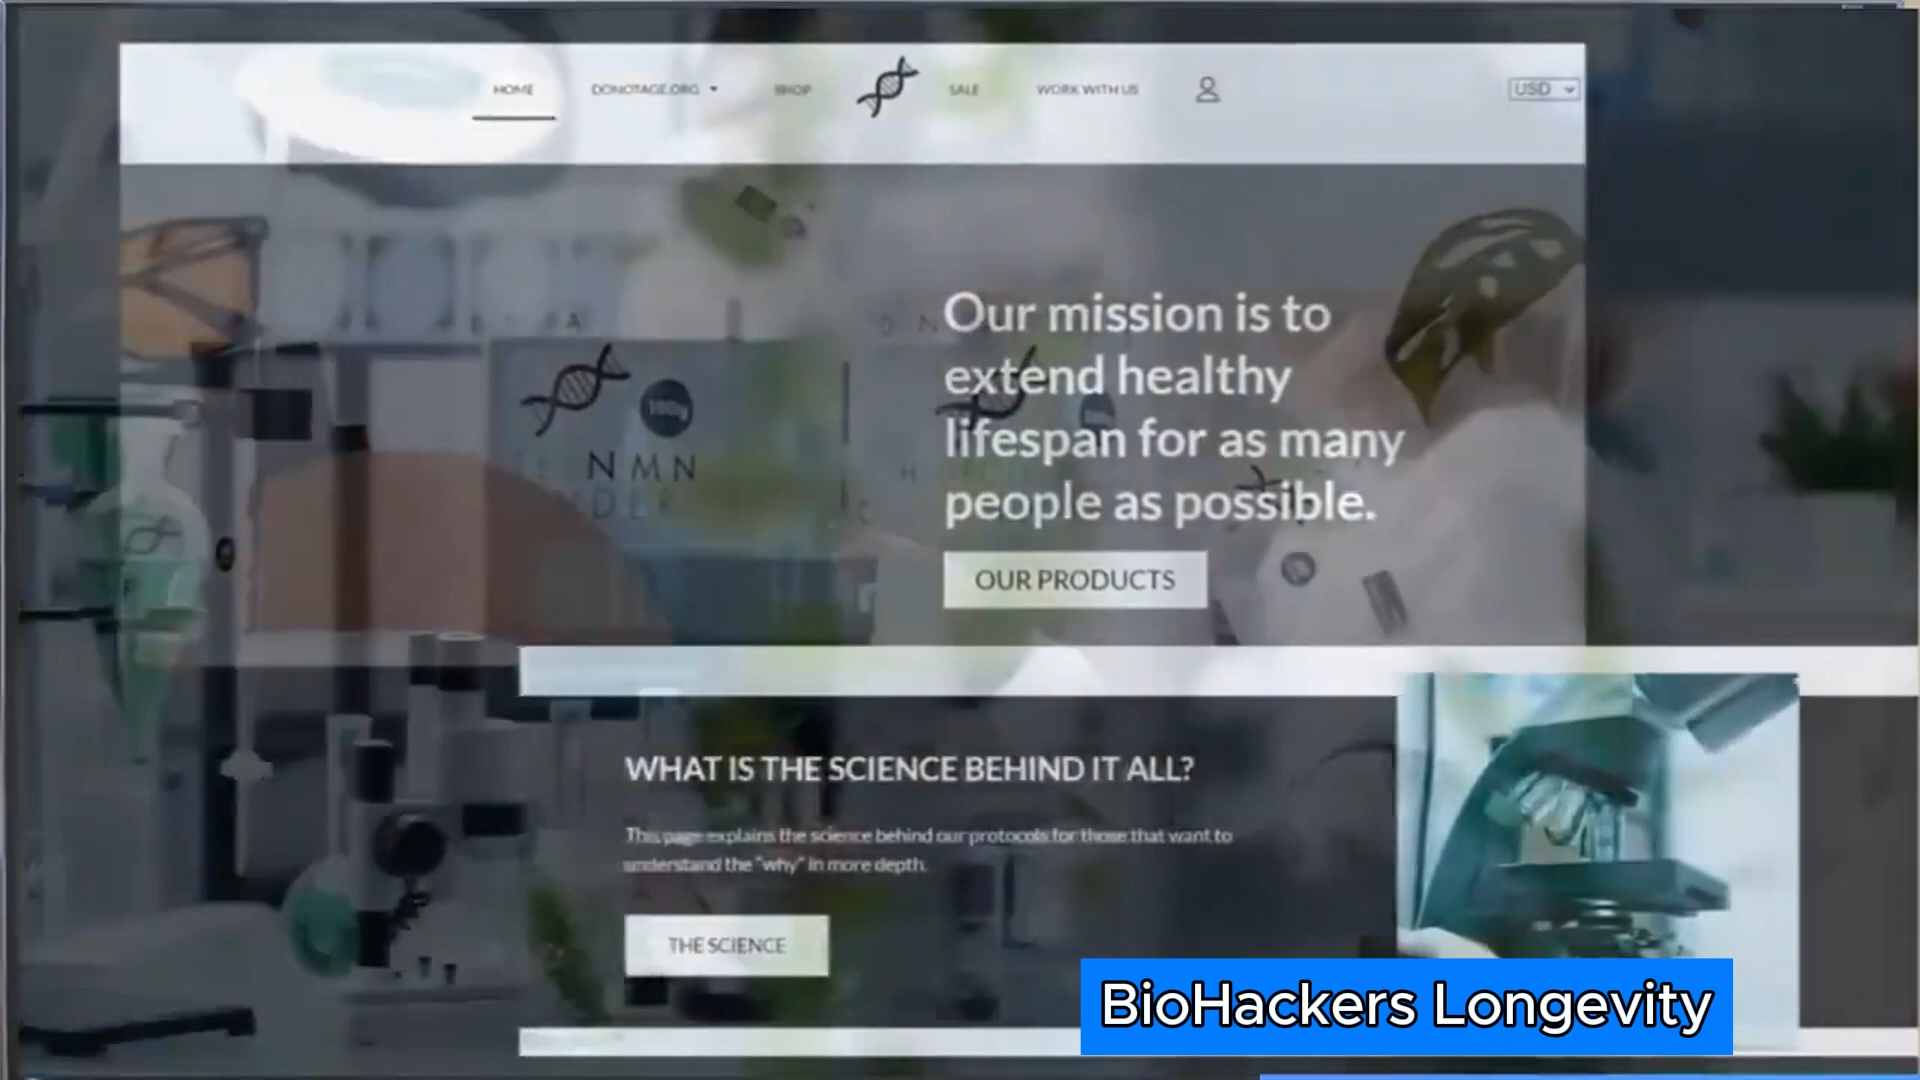 HOME
DONOTAGE.ORG
SHOP
SALE
WORK WITH US
USD
Our mission is to
extend healthy
lifespan for as many
people as possible.
NMN
OUR PRODUCTS
WHAT IS THE SCIENCE BEHIND IT ALL?
This page explains the science behind our protocols for those that want to
understand the "why" in more depth.
THE SCIENCE
BioHackers Longevity